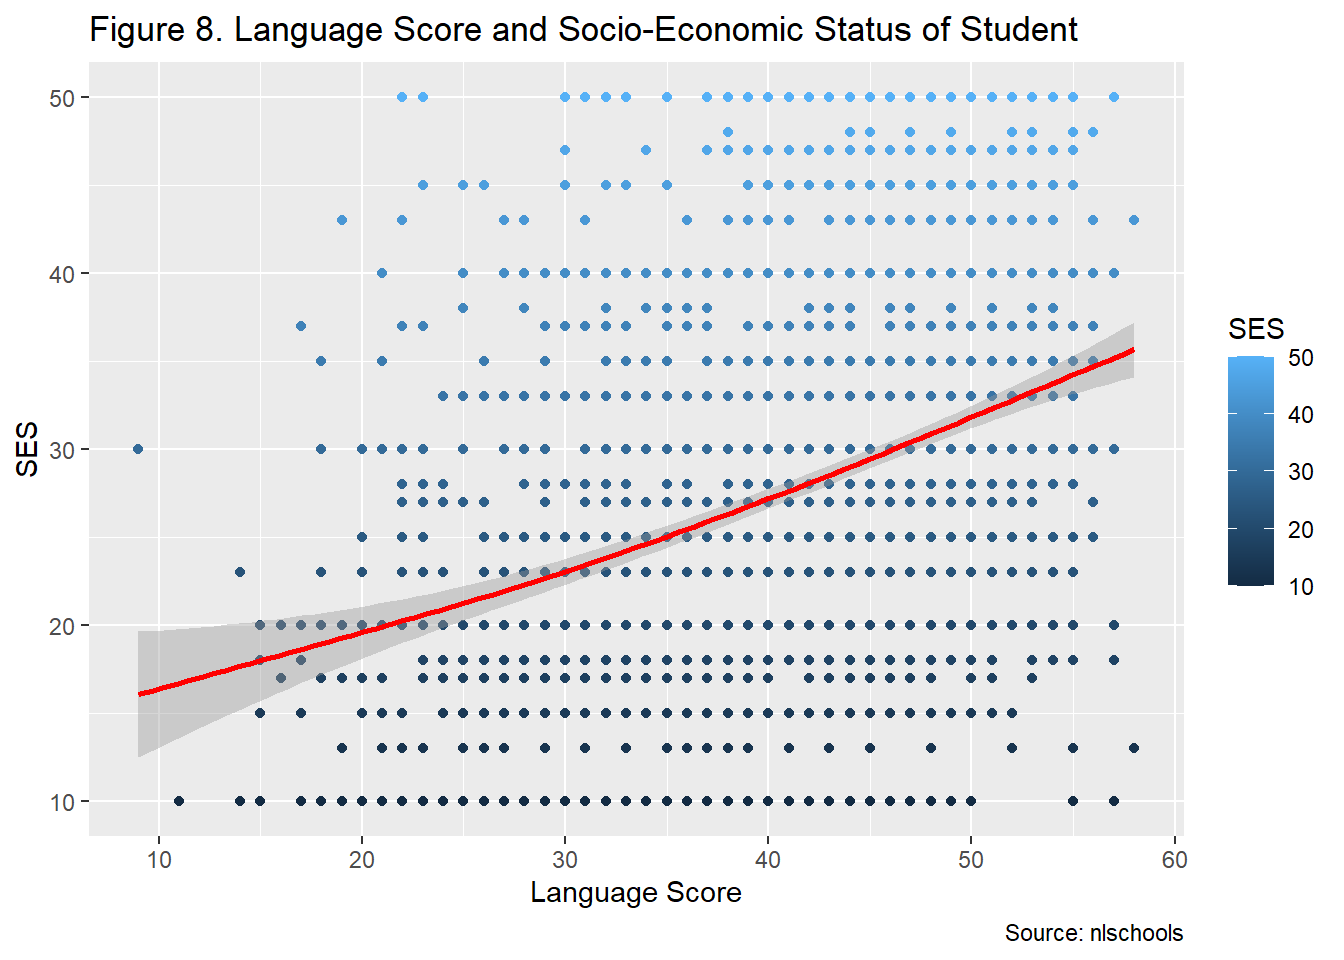 Figure 8. Language Score and Socio-Economic Status of Student
50
40
30
20
10
SES
10 20 30 40 50 60
Language Score
SES
50
40
30
20
10
Source: nlschools